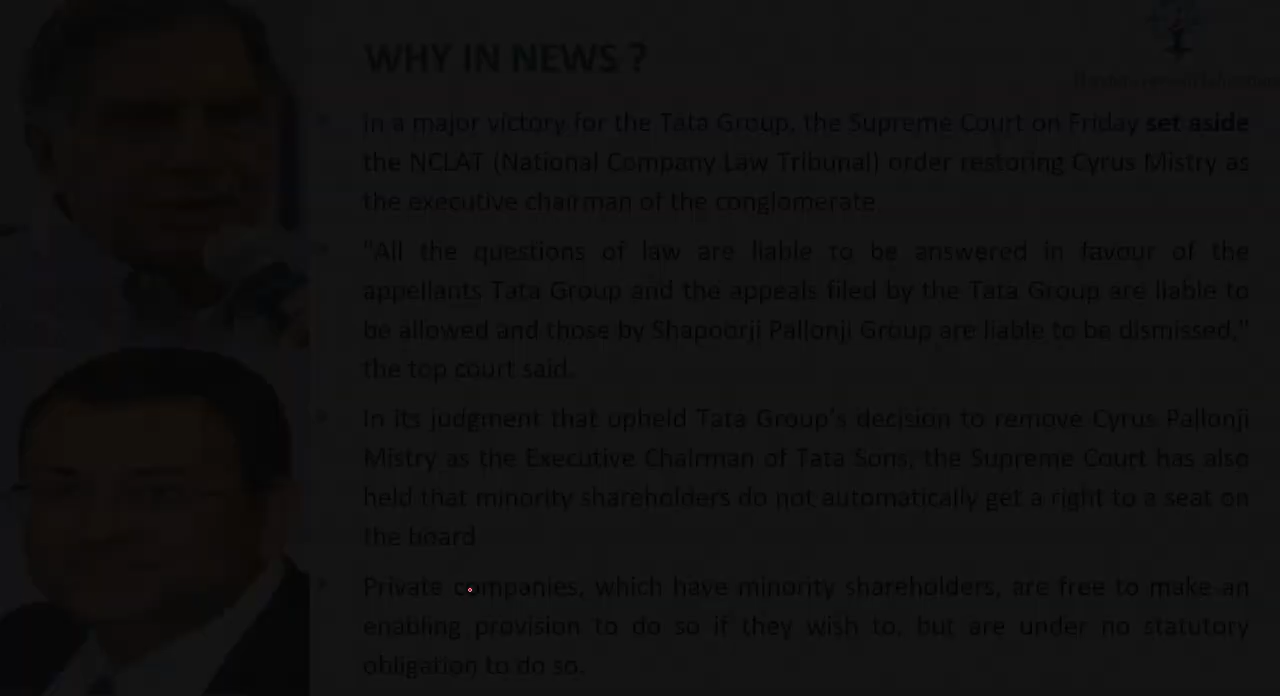 WHY IN NEWS ?
In a major victory for the Tata Group, the Supreme Court on Friday set aside
the NCLAT (National Company Law Tribunal) order restoring Cyrus Mistry as
the executive chairman of the conglomerate
"All the questions of law are liable to be answered in favour of the
appellants Tata Group and the appeals filed by the Tata Group are liable to
be allowed and those by Shapoorji Pallonji Group are liable to be dismissed,"
the top court said.
In its judgment that upheld Tata Group's decision to remove Cyrus Pallonji
Mistry as the Executive Chairman of Tata Sons, the Supreme Court has also
held that minority shareholders do not automatically get a right to a seat on
the board
Private companies, which have minority shareholders, are free to make an
enabling provision to do so if they wish to, but are under no statutory
obligation to do so.